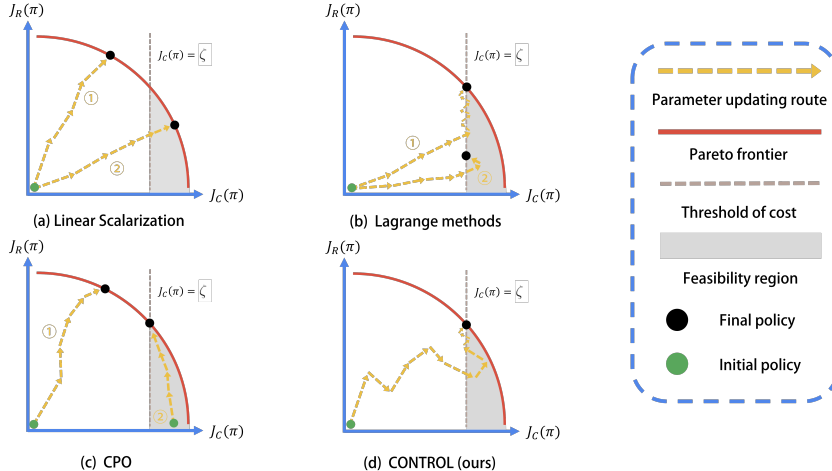 J_R(π)
J_C(π) = ζ
①
②
J_C(π)
(a) Linear Scalarization
J_R(π)
J_C(π) = ζ
①
②
J_C(π)
(b) Lagrange methods
J_R(π)
J_C(π) = ζ
①
②
J_C(π)
(c) CPO
J_R(π)
J_C(π) = ζ
J_C(π)
(d) CONTROL (ours)
Parameter updating route
Pareto frontier
Threshold of cost
Feasibility region
Final policy
Initial policy